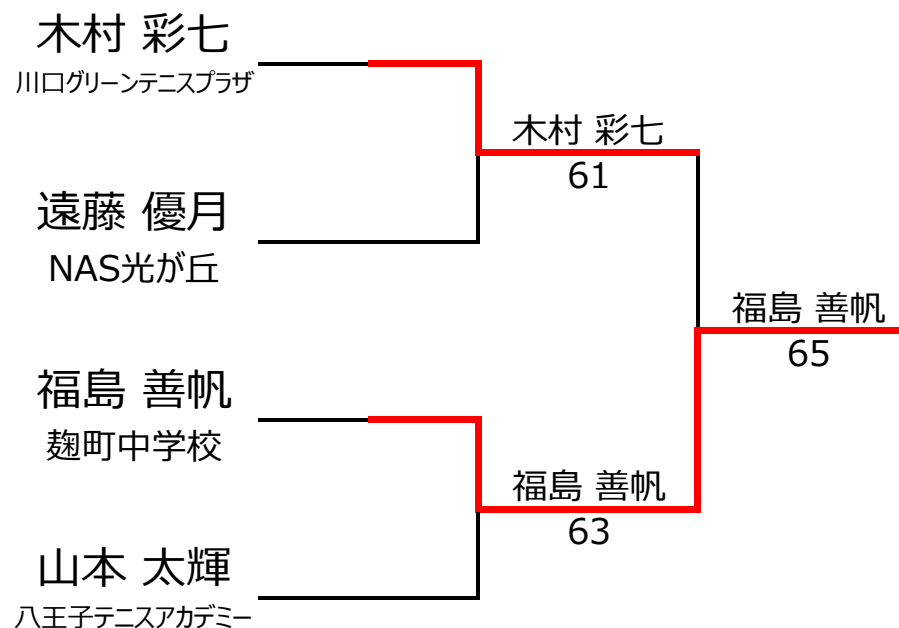 木村 彩七
川口グリーンテニスプラザ
木村 彩七
61
遠藤 優月
NAS光が丘
福島 善帆
65
福島 善帆
麹町中学校
福島 善帆
63
山本 太輝
八王子テニスアカデミー